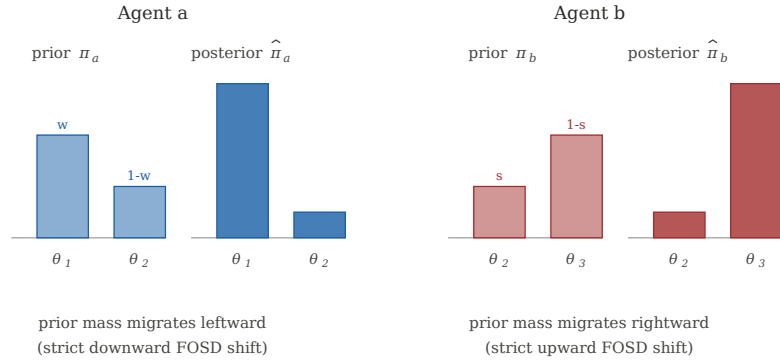 Agent a
Agent b
prior π_a
posterior π̂_a
prior π_b
posterior π̂_b
w
1-w
s
1-s
θ_1
θ_2
θ_1
θ_2
θ_2
θ_3
θ_2
θ_3
prior mass migrates leftward
(strict downward FOSD shift)
prior mass migrates rightward
(strict upward FOSD shift)